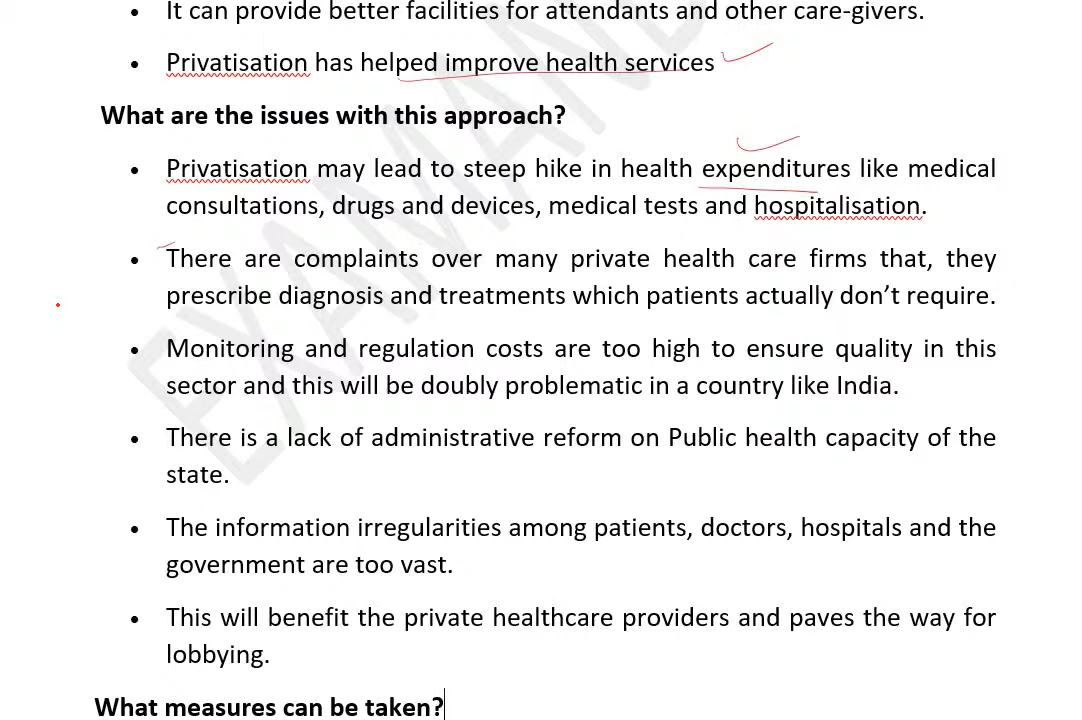 • It can provide better facilities for attendants and other care-givers.
• Privatisation has helped improve health services
What are the issues with this approach?
• Privatisation may lead to steep hike in health expenditures like medical
consultations, drugs and devices, medical tests and hospitalisation.
• There are complaints over many private health care firms that, they
prescribe diagnosis and treatments which patients actually don’t require.
• Monitoring and regulation costs are too high to ensure quality in this
sector and this will be doubly problematic in a country like India.
• There is a lack of administrative reform on Public health capacity of the
state.
• The information irregularities among patients, doctors, hospitals and the
government are too vast.
• This will benefit the private healthcare providers and paves the way for
lobbying.
What measures can be taken?